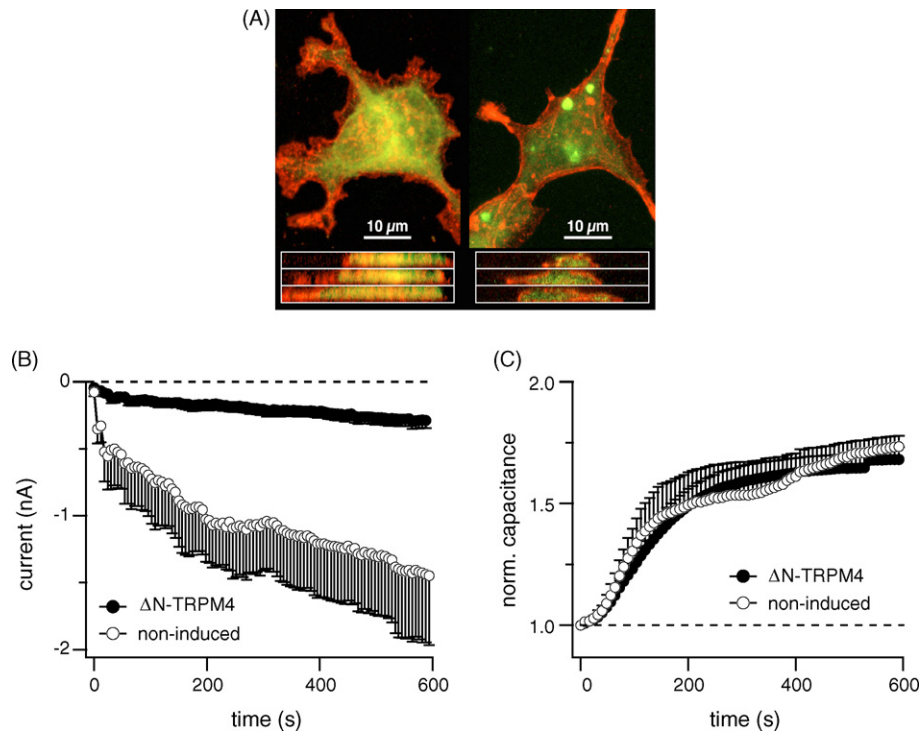 (A)
10 µm
10 µm
(B)
0
-1
-2
current (nA)
ΔN-TRPM4
non-induced
0
200
400
600
time (s)
(C)
2.0
1.5
1.0
norm. capacitance
ΔN-TRPM4
non-induced
0
200
400
600
time (s)